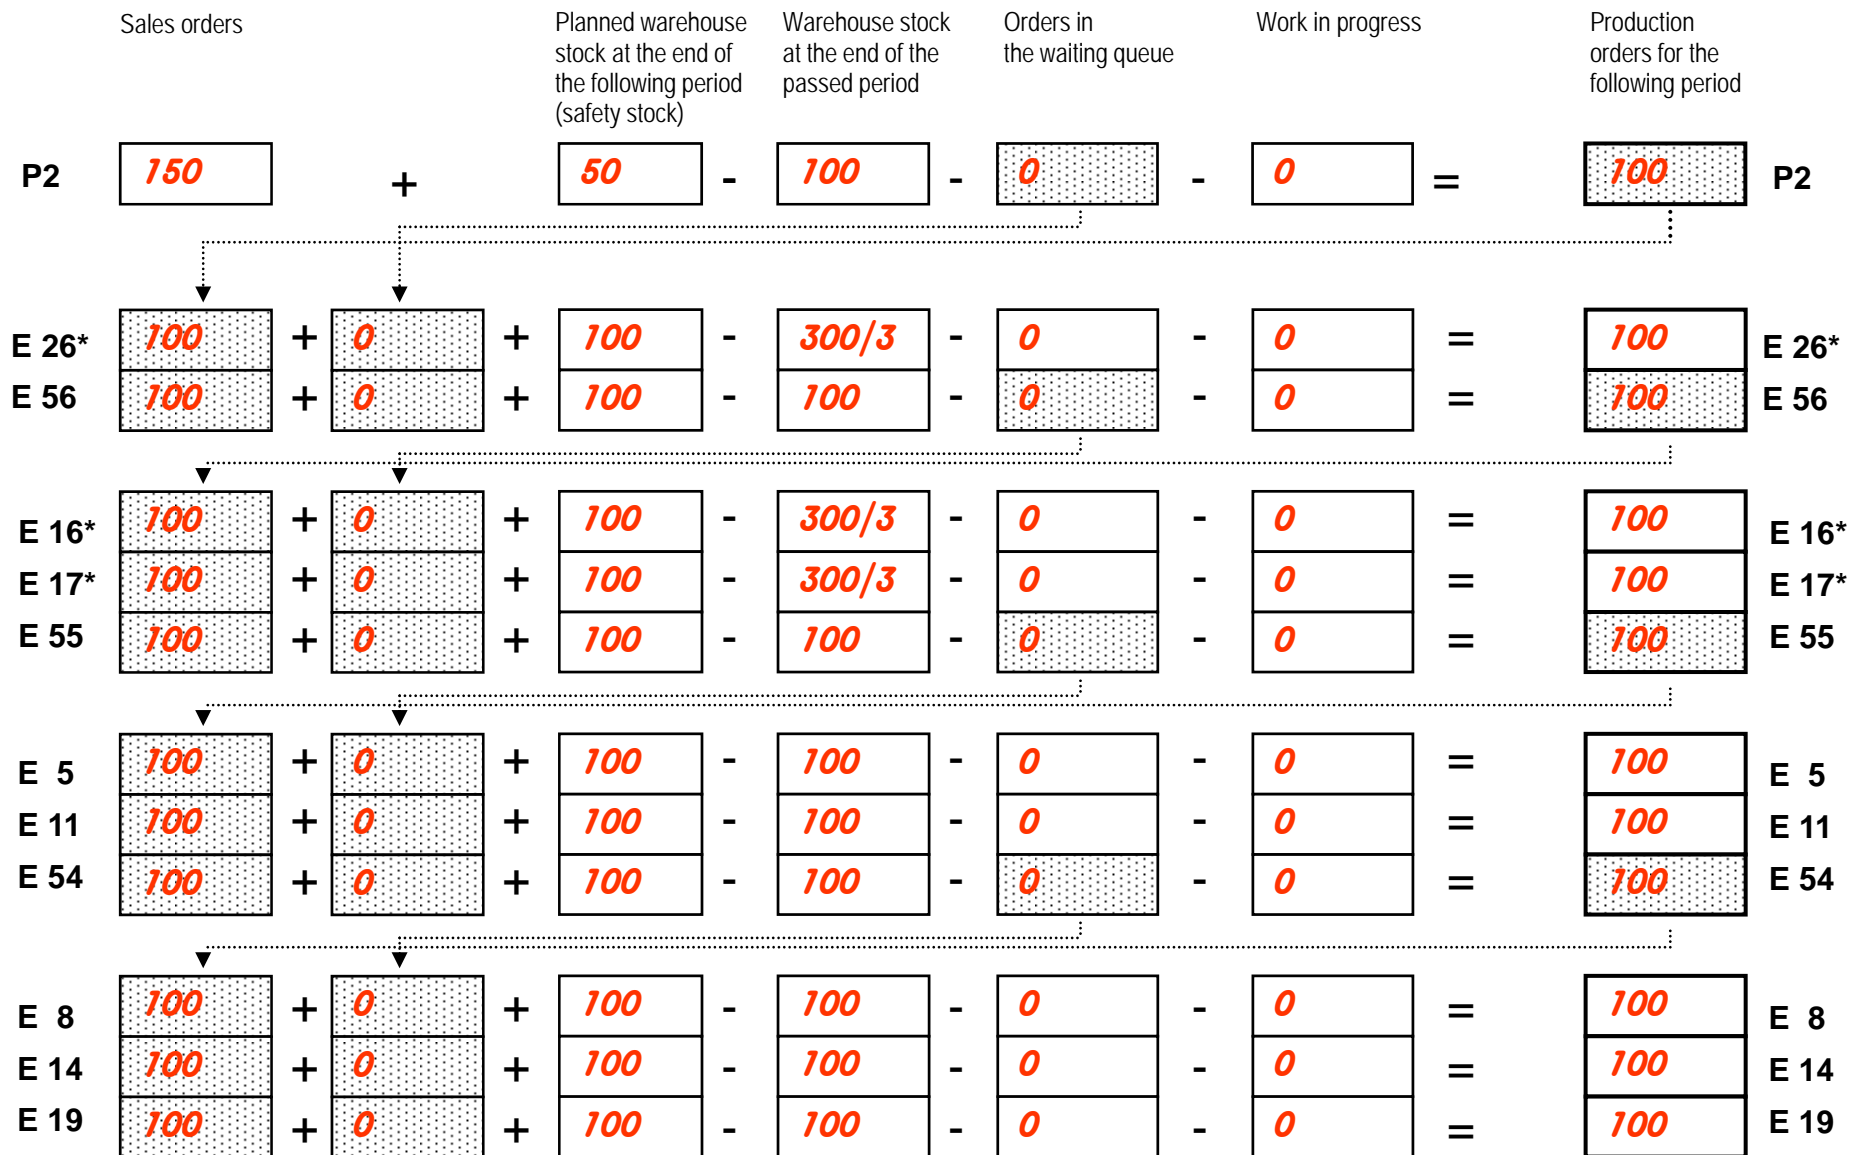 Sales orders
Planned warehouse stock at the end of the following period (safety stock)
Warehouse stock at the end of the passed period
Orders in the waiting queue
Work in progress
Production orders for the following period
P2 150 + 50 - 100 - 0 - 0 = 100 P2
E 26* 100 + 0 + 100 - 300/3 - 0 - 0 = 100 E 26*
E 56 100 + 0 + 100 - 100 - 0 - 0 = 100 E 56
E 16* 100 + 0 + 100 - 300/3 - 0 - 0 = 100 E 16*
E 17* 100 + 0 + 100 - 300/3 - 0 - 0 = 100 E 17*
E 55 100 + 0 + 100 - 100 - 0 - 0 = 100 E 55
E 5 100 + 0 + 100 - 100 - 0 - 0 = 100 E 5
E 11 100 + 0 + 100 - 100 - 0 - 0 = 100 E 11
E 54 100 + 0 + 100 - 100 - 0 - 0 = 100 E 54
E 8 100 + 0 + 100 - 100 - 0 - 0 = 100 E 8
E 14 100 + 0 + 100 - 100 - 0 - 0 = 100 E 14
E 19 100 + 0 + 100 - 100 - 0 - 0 = 100 E 19